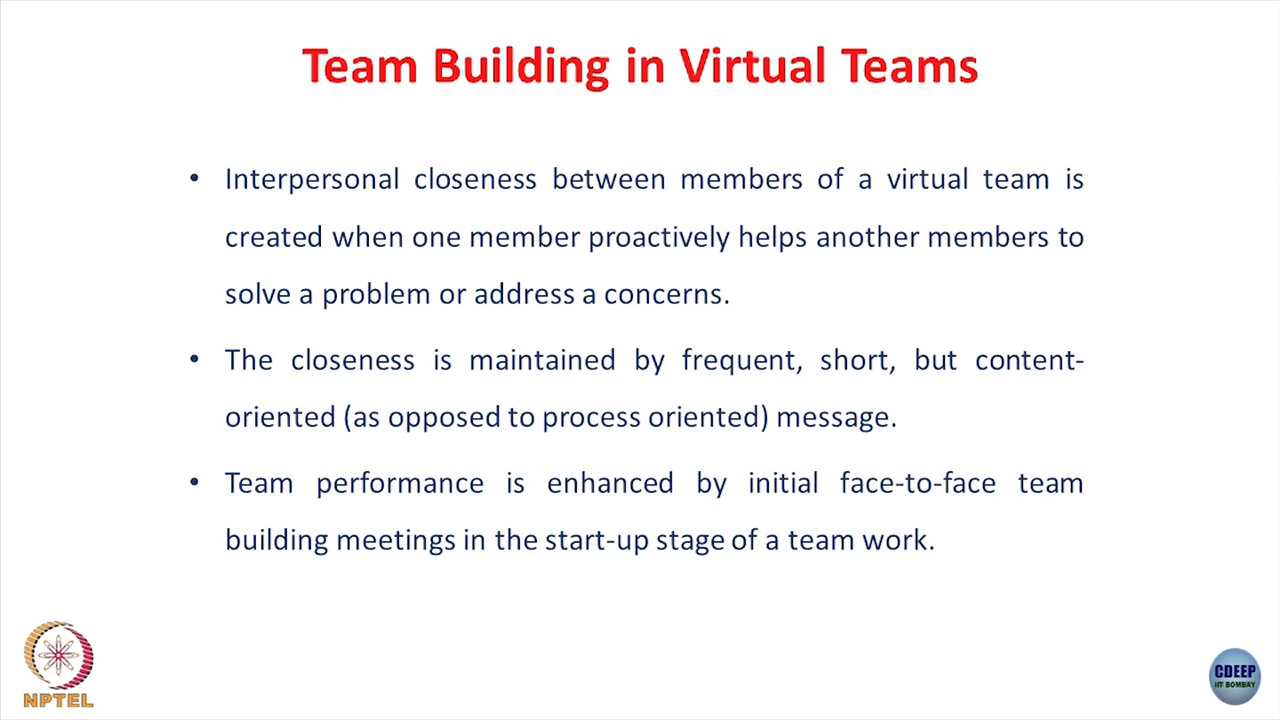 Team Building in Virtual Teams
• Interpersonal closeness between members of a virtual team is
created when one member proactively helps another members to
solve a problem or address a concerns.
• The closeness is maintained by frequent, short, but content-
oriented (as opposed to process oriented) message.
• Team performance is enhanced by initial face-to-face team
building meetings in the start-up stage of a team work.
NPTEL
CDEEP
IIT BOMBAY